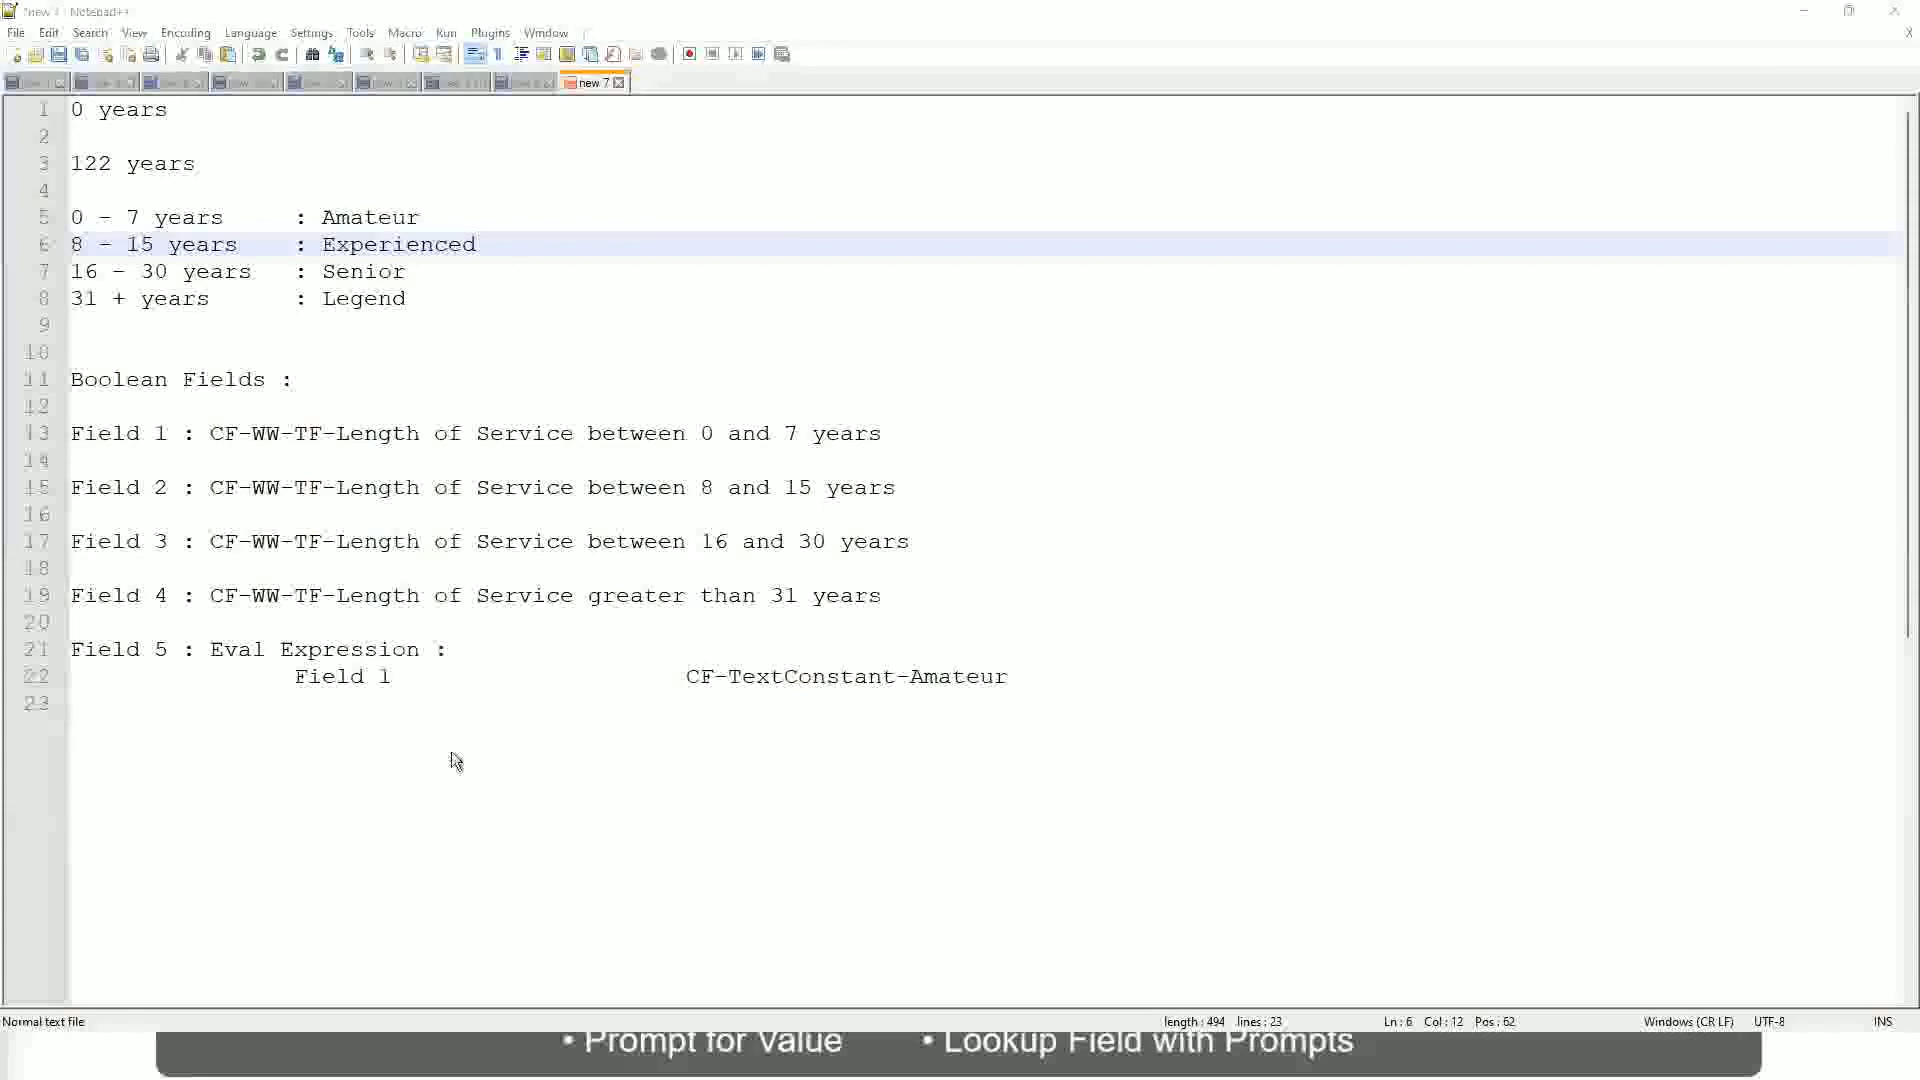 *new 7 - Notepad++
File Edit Search View Encoding Language Settings Tools Macro Run Plugins Window
X
new 7
1 0 years
2
3 122 years
4
5 0 - 7 years : Amateur
6 8 - 15 years : Experienced
7 16 - 30 years : Senior
8 31 + years : Legend
9
10
11 Boolean Fields :
12
13 Field 1 : CF-WW-TF-Length of Service between 0 and 7 years
14
15 Field 2 : CF-WW-TF-Length of Service between 8 and 15 years
16
17 Field 3 : CF-WW-TF-Length of Service between 16 and 30 years
18
19 Field 4 : CF-WW-TF-Length of Service greater than 31 years
20
21 Field 5 : Eval Expression :
22 Field 1 CF-TextConstant-Amateur
23
Normal text file length : 494 lines : 23 Ln : 6 Col : 12 Pos : 62 Windows (CR LF) UTF-8 INS
• Prompt for Value • Lookup Field with Prompts